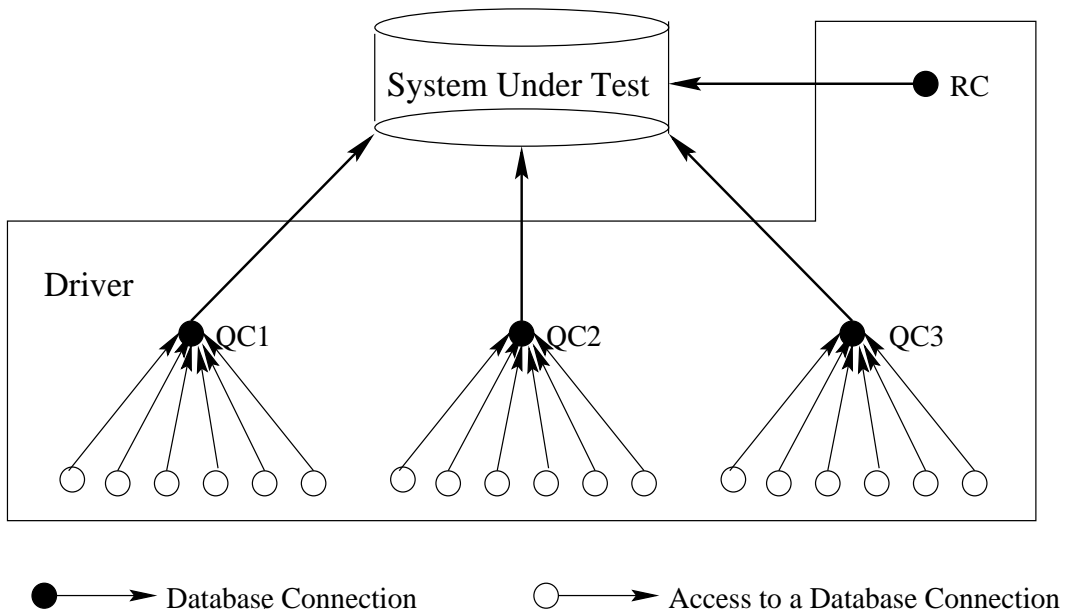 System Under Test
RC
Driver
QC1
QC2
QC3
Database Connection
Access to a Database Connection